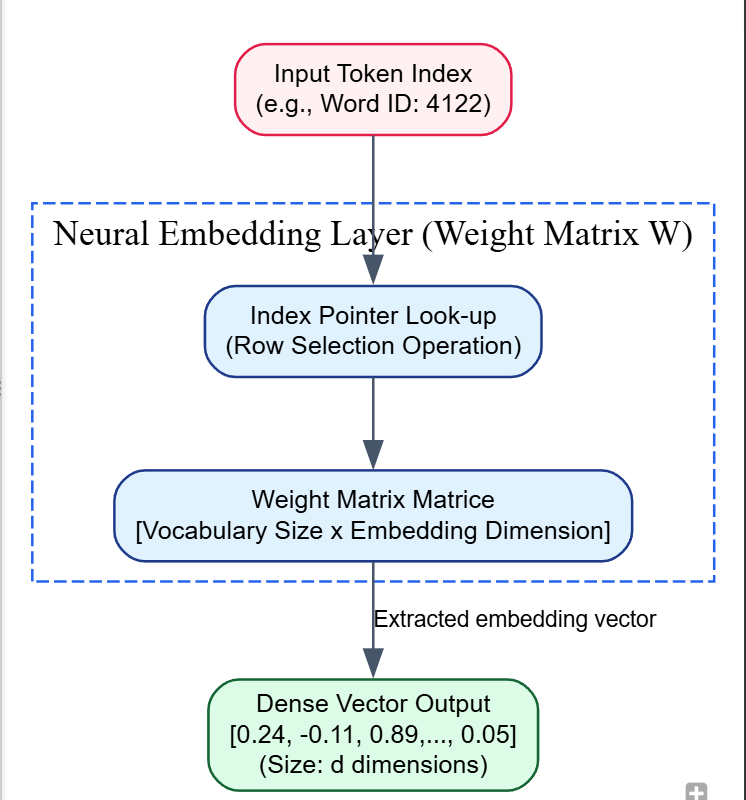 Input Token Index
(e.g., Word ID: 4122)
Neural Embedding Layer (Weight Matrix W)
Index Pointer Look-up
(Row Selection Operation)
Weight Matrix Matrice
[Vocabulary Size x Embedding Dimension]
Extracted embedding vector
Dense Vector Output
[0.24, -0.11, 0.89,..., 0.05]
(Size: d dimensions)